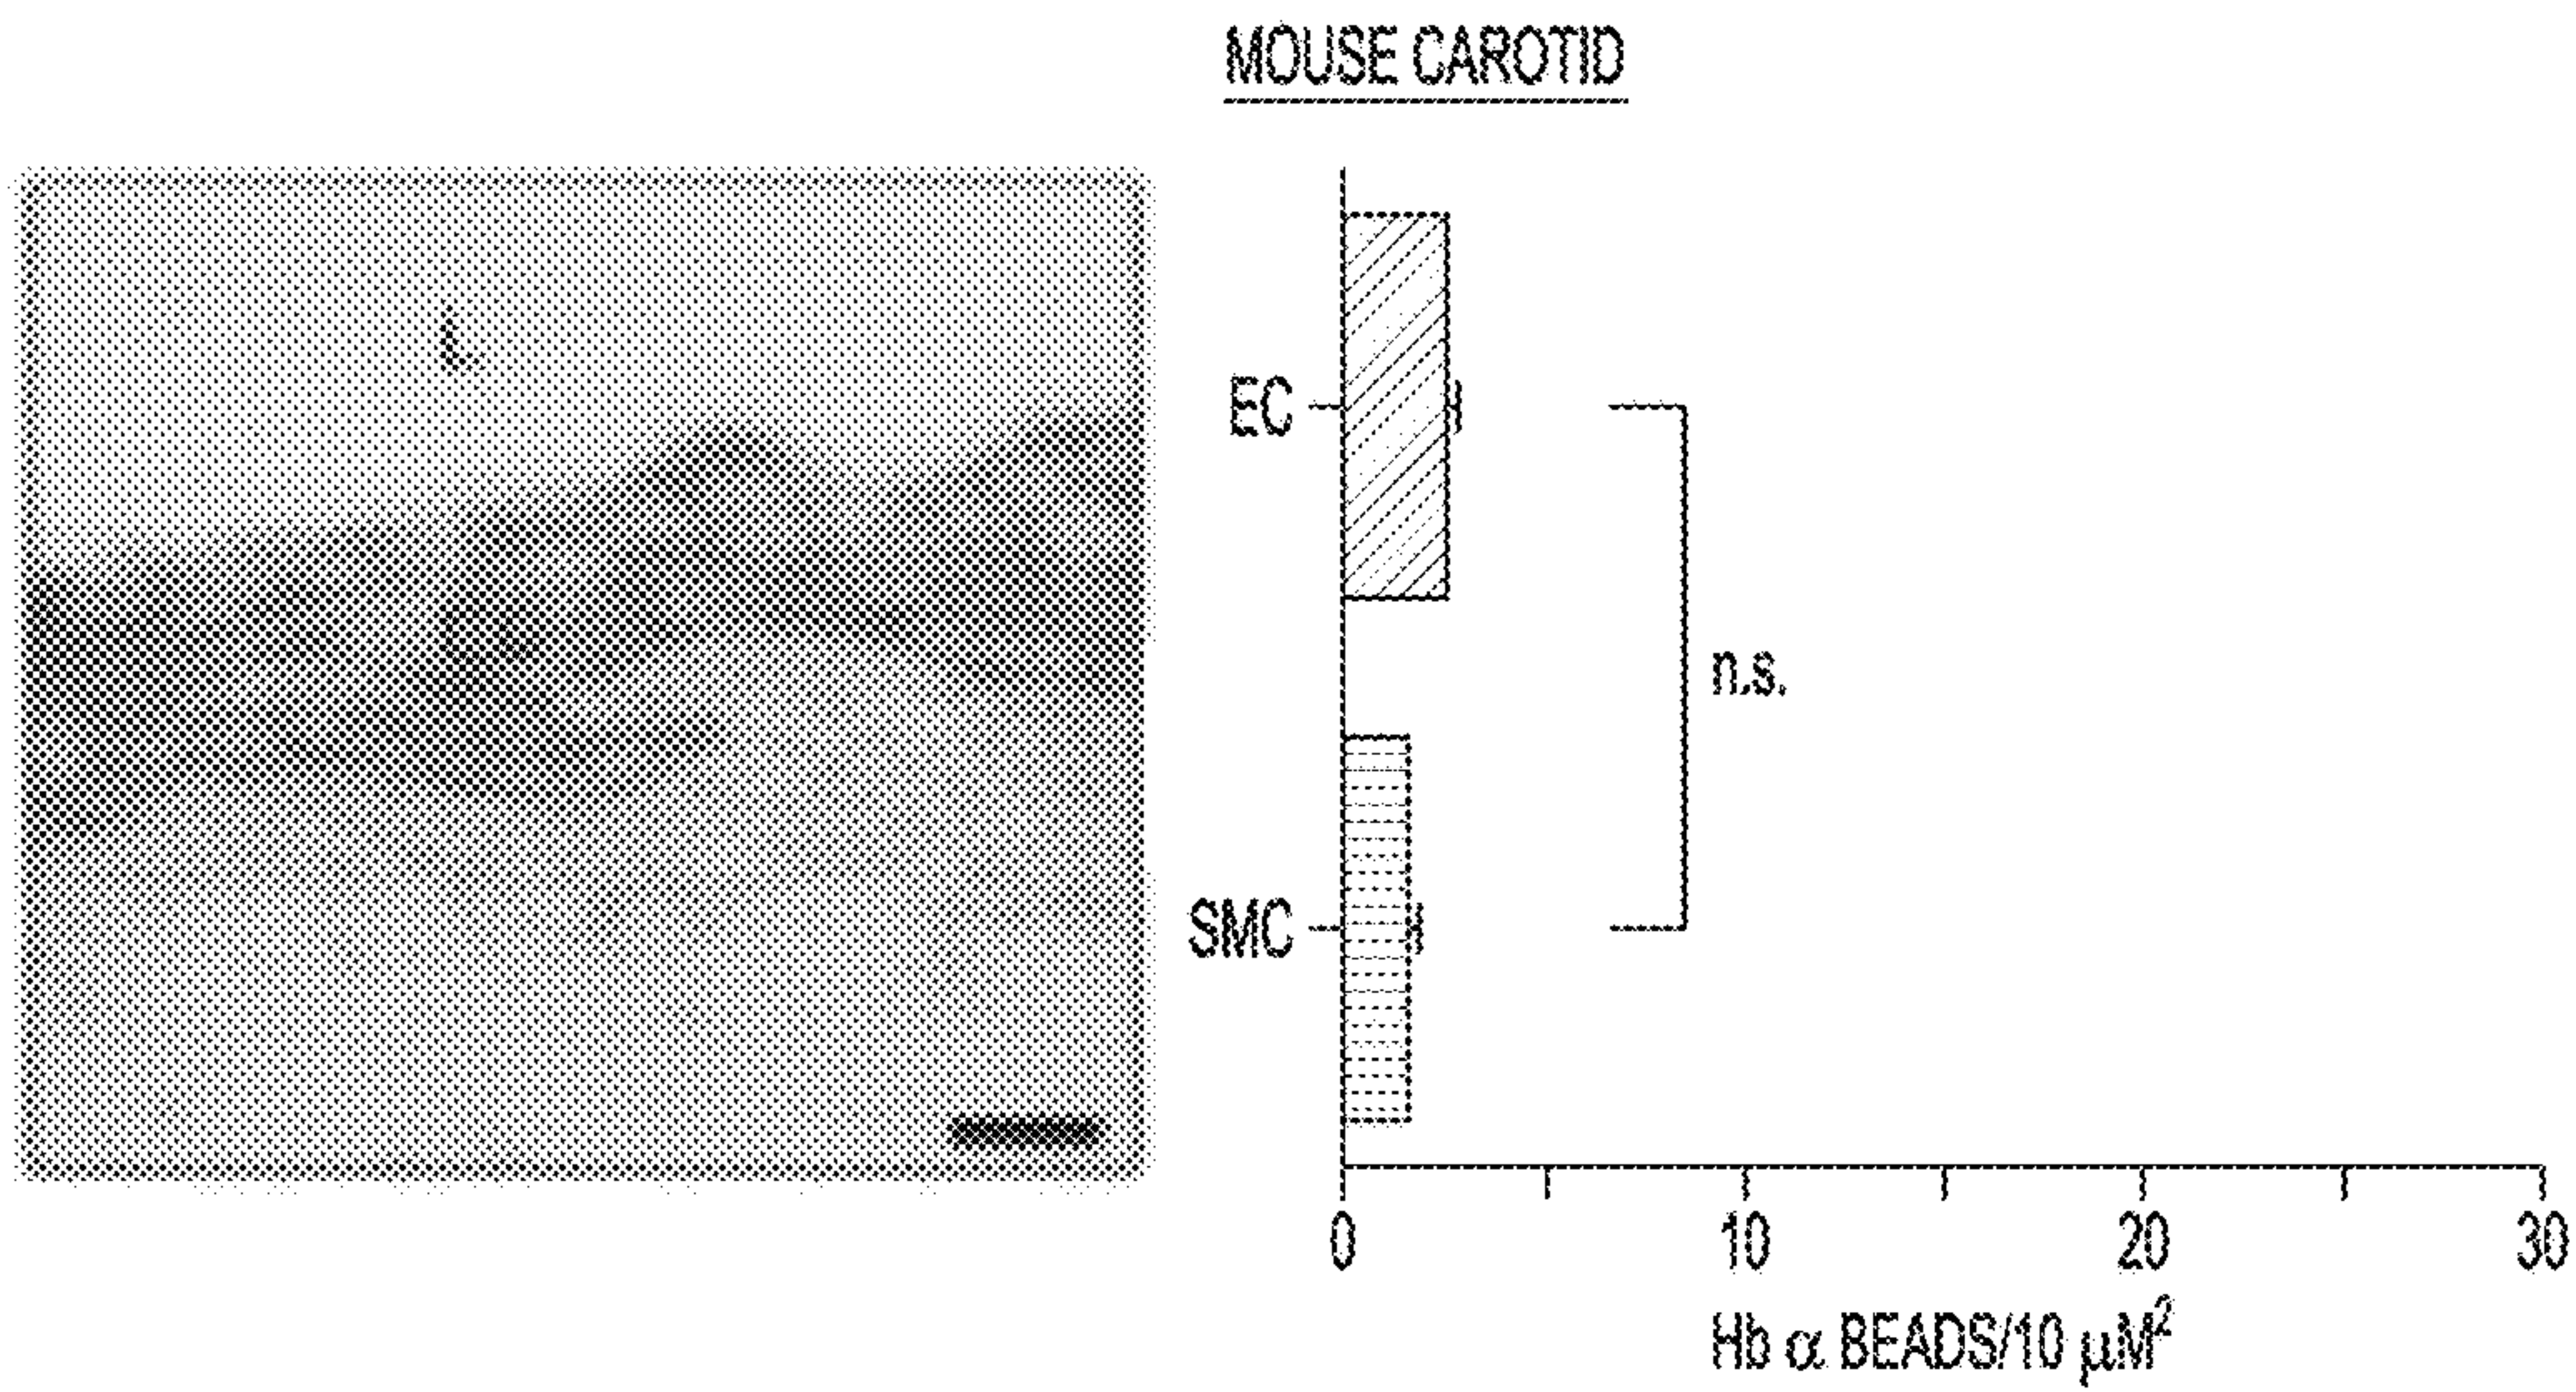 MOUSE CAROTID
L
EC
n.s.
SMC
0 10 20 30
Hb α BEADS/10 μM²